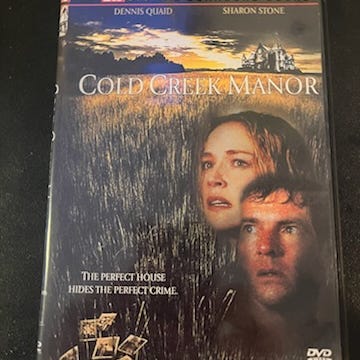 DENNIS QUAID SHARON STONE
COLD CREEK MANOR
THE PERFECT HOUSE
HIDES THE PERFECT CRIME.
DVD